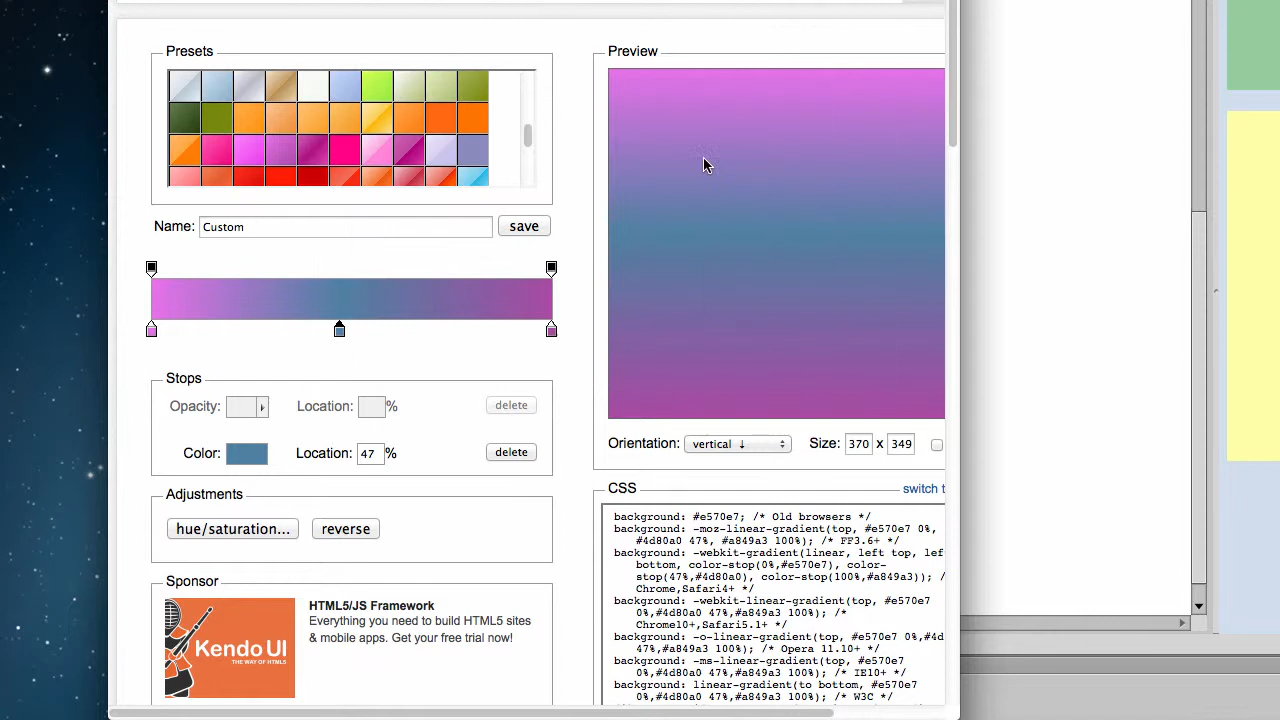 Presets
Name: Custom save
Stops
Opacity: Location: % delete
Color: Location: 47 % delete
Adjustments
hue/saturation... reverse
Sponsor
Kendo UI
THE WAY OF HTML5
HTML5/JS Framework
Everything you need to build HTML5 sites
& mobile apps. Get your free trial now!
Preview
Orientation: vertical ↓ Size: 370 x 349
CSS switch t
background: #e570e7; /* Old browsers */
background: -moz-linear-gradient(top, #e570e7 0%,
#4d80a0 47%, #a849a3 100%); /* FF3.6+ */
background: -webkit-gradient(linear, left top, lef
bottom, color-stop(0%,#e570e7), color-
stop(47%,#4d80a0), color-stop(100%,#a849a3)); /
Chrome,Safari4+ */
background: -webkit-linear-gradient(top, #e570e7
0%,#4d80a0 47%,#a849a3 100%); /*
Chrome10+,Safari5.1+ */
background: -o-linear-gradient(top, #e570e7 0%,#4d
47%,#a849a3 100%); /* Opera 11.10+ */
background: -ms-linear-gradient(top, #e570e7
0%,#4d80a0 47%,#a849a3 100%); /* IE10+ */
background: linear-gradient(to bottom, #e570e7
0%,#4d80a0 47%,#a849a3 100%); /* W3C */